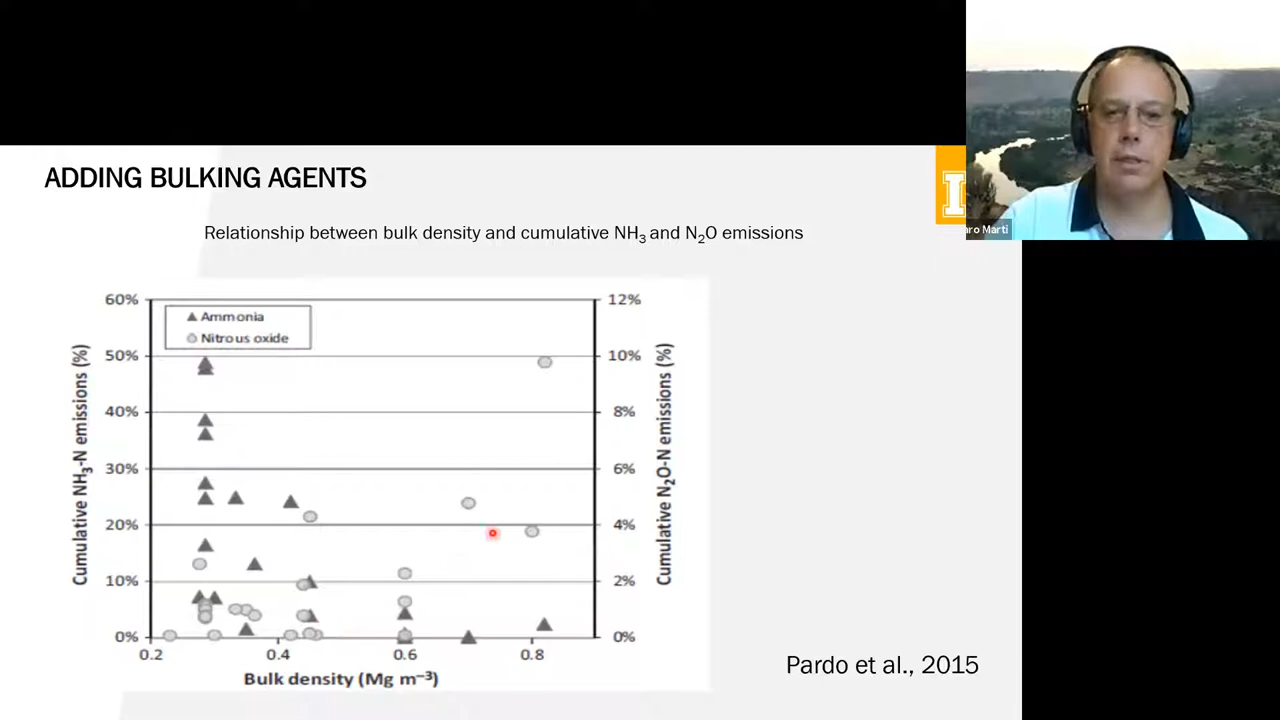 ADDING BULKING AGENTS
I
aro Marti
Relationship between bulk density and cumulative NH₃ and N₂O emissions
60%
50%
40%
30%
20%
10%
0%
Cumulative NH₃-N emissions (%)
Ammonia
Nitrous oxide
12%
10%
8%
6%
4%
2%
0%
Cumulative N₂O-N emissions (%)
0.2 0.4 0.6 0.8
Bulk density (Mg m⁻³)
Pardo et al., 2015